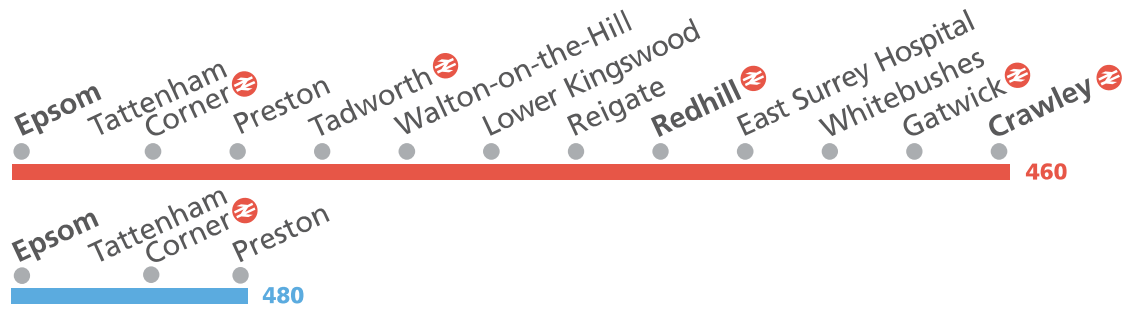 Epsom
Tattenham
Corner
Preston
Tadworth
Walton-on-the-Hill
Lower Kingswood
Reigate
Redhill
East Surrey Hospital
Whitebushes
Gatwick
Crawley
460
Epsom
Tattenham
Corner
Preston
480